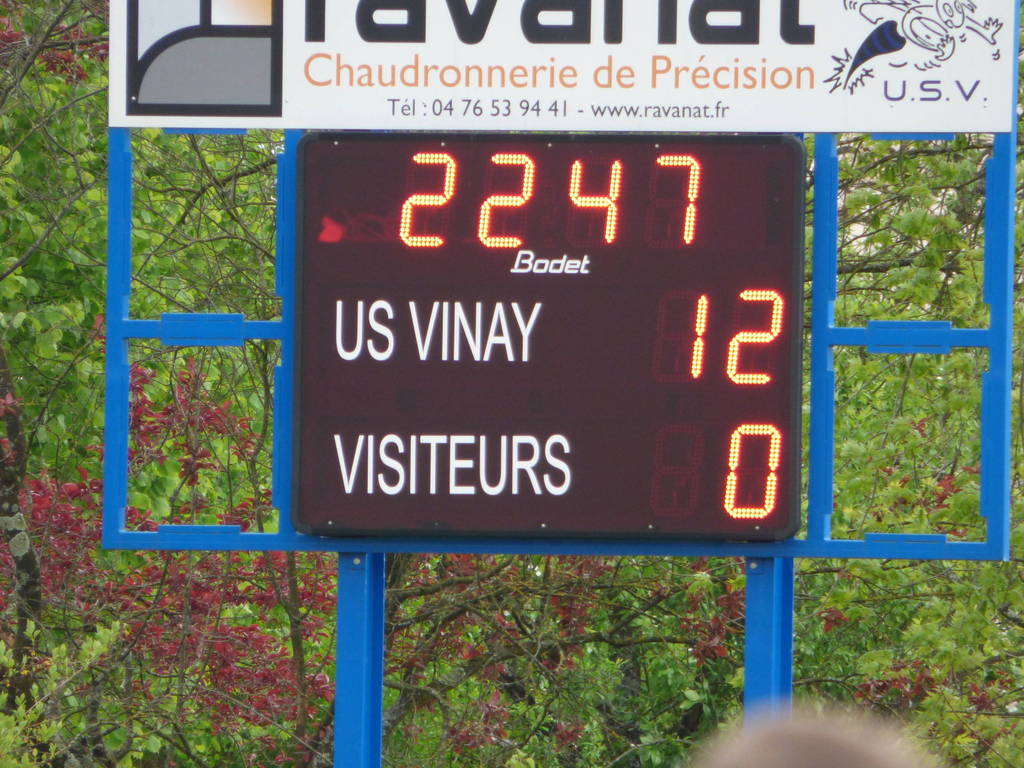 ravanat
Chaudronnerie de Précision
Tél : 04 76 53 94 41 - www.ravanat.fr
U.S.V.
2247
Bodet
US VINAY 12
VISITEURS 0